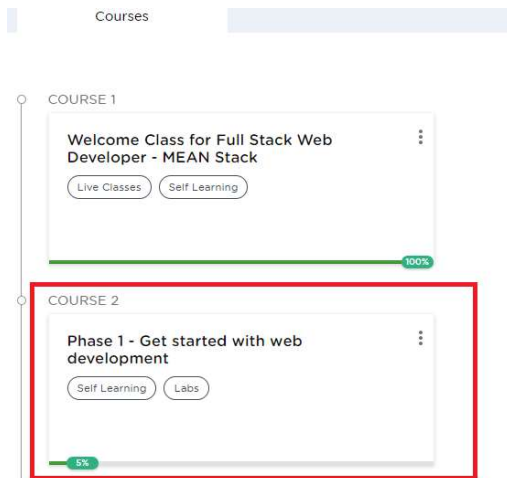 Courses
COURSE 1
Welcome Class for Full Stack Web
Developer - MEAN Stack
Live Classes Self Learning
100%
COURSE 2
Phase 1 - Get started with web
development
Self Learning Labs
5%